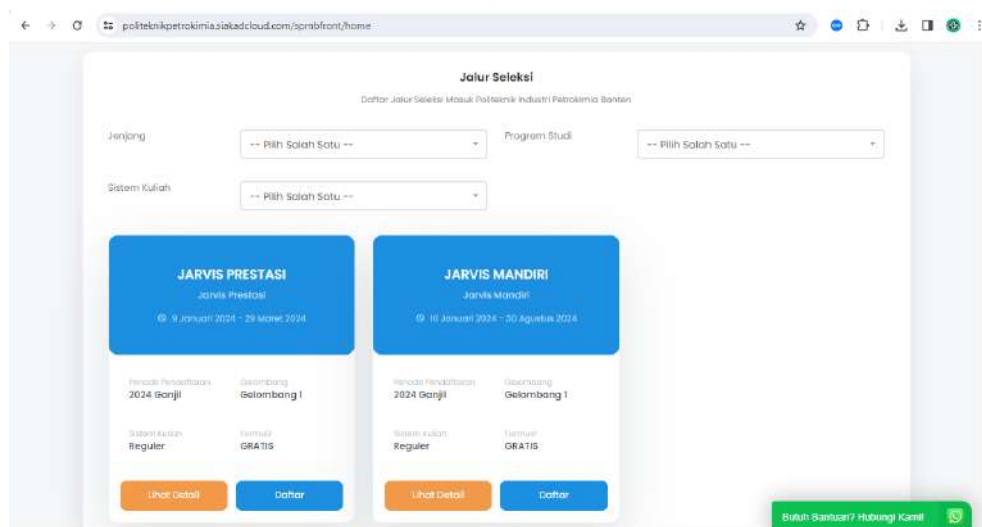 politeknikpetrokimia.siakadcloud.com/spmbfront/home
Jalur Seleksi
Daftar Jalur Seleksi Masuk Politeknik Industri Petrokimia Banten
Jenjang
-- Pilih Salah Satu --
Program Studi
-- Pilih Salah Satu --
Sistem Kuliah
-- Pilih Salah Satu --
JARVIS PRESTASI
Jarvis Prestasi
9 Januari 2024 - 29 Maret 2024
Periode Pendaftaran
Gelombang
2024 Ganjil
Gelombang 1
Sistem Kuliah
Formulir
Reguler
GRATIS
Lihat Detail
Daftar
JARVIS MANDIRI
Jarvis Mandiri
10 Januari 2024 - 30 Agustus 2024
Periode Pendaftaran
Gelombang
2024 Ganjil
Gelombang 1
Sistem Kuliah
Formulir
Reguler
GRATIS
Lihat Detail
Daftar
Butuh Bantuan? Hubungi Kami!